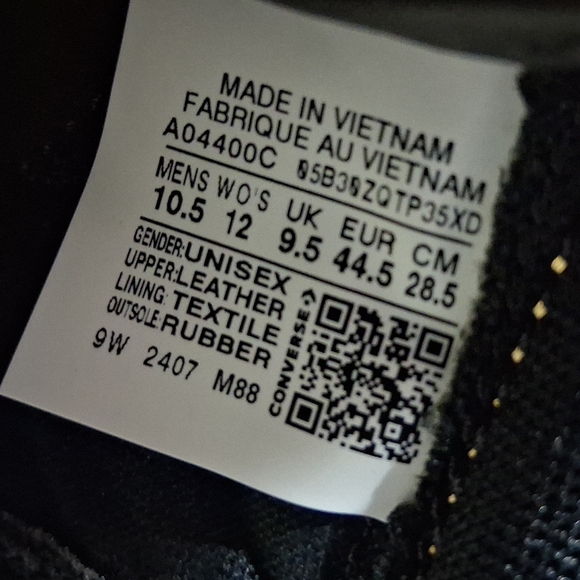 MADE IN VIETNAM
FABRIQUE AU VIETNAM
A04400C 05B30ZQTP35XD
MENS WO'S UK EUR CM
10.5 12 9.5 44.5 28.5
GENDER:UNISEX
UPPER:LEATHER
LINING:TEXTILE
OUTSOLE:RUBBER
9W 2407 M88
CONVERSE